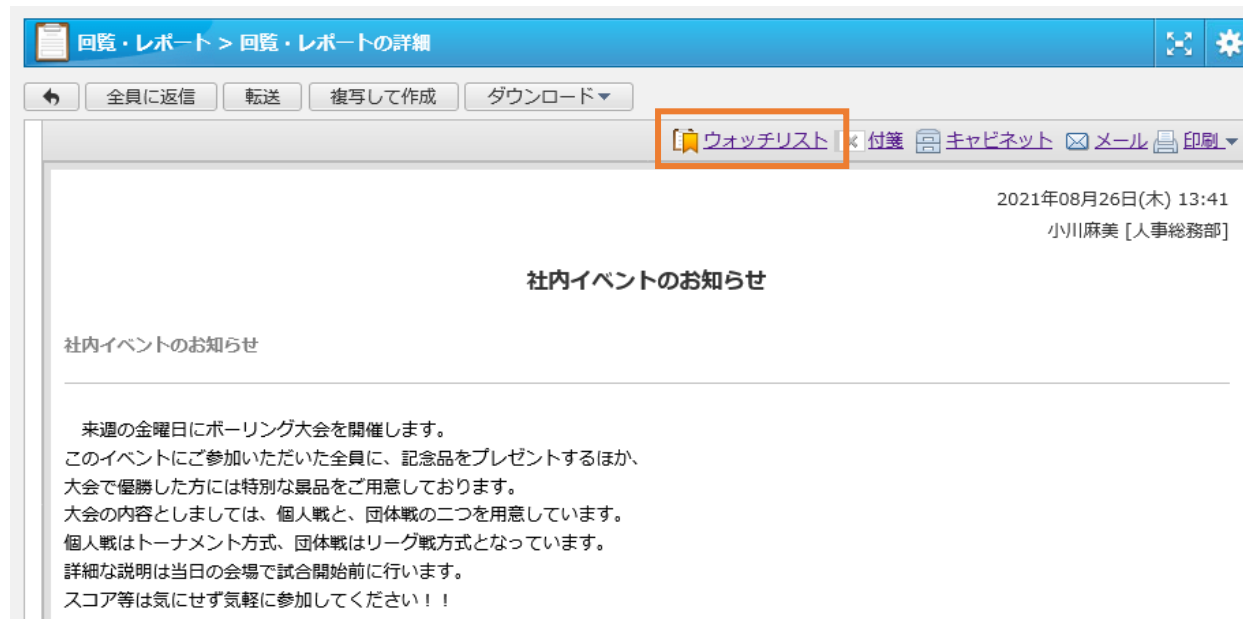 回覧・レポート > 回覧・レポートの詳細
全員に返信 転送 複写して作成 ダウンロード▼
ウォッチリスト 付箋 キャビネット メール 印刷▼
2021年08月26日(木) 13:41
小川麻美 [人事総務部]
社内イベントのお知らせ
社内イベントのお知らせ
来週の金曜日にボーリング大会を開催します。
このイベントにご参加いただいた全員に、記念品をプレゼントするほか、
大会で優勝した方には特別な景品をご用意しております。
大会の内容としましては、個人戦と、団体戦の二つを用意しています。
個人戦はトーナメント方式、団体戦はリーグ戦方式となっています。
詳細な説明は当日の会場で試合開始前に行います。
スコア等は気にせず気軽に参加してください！！